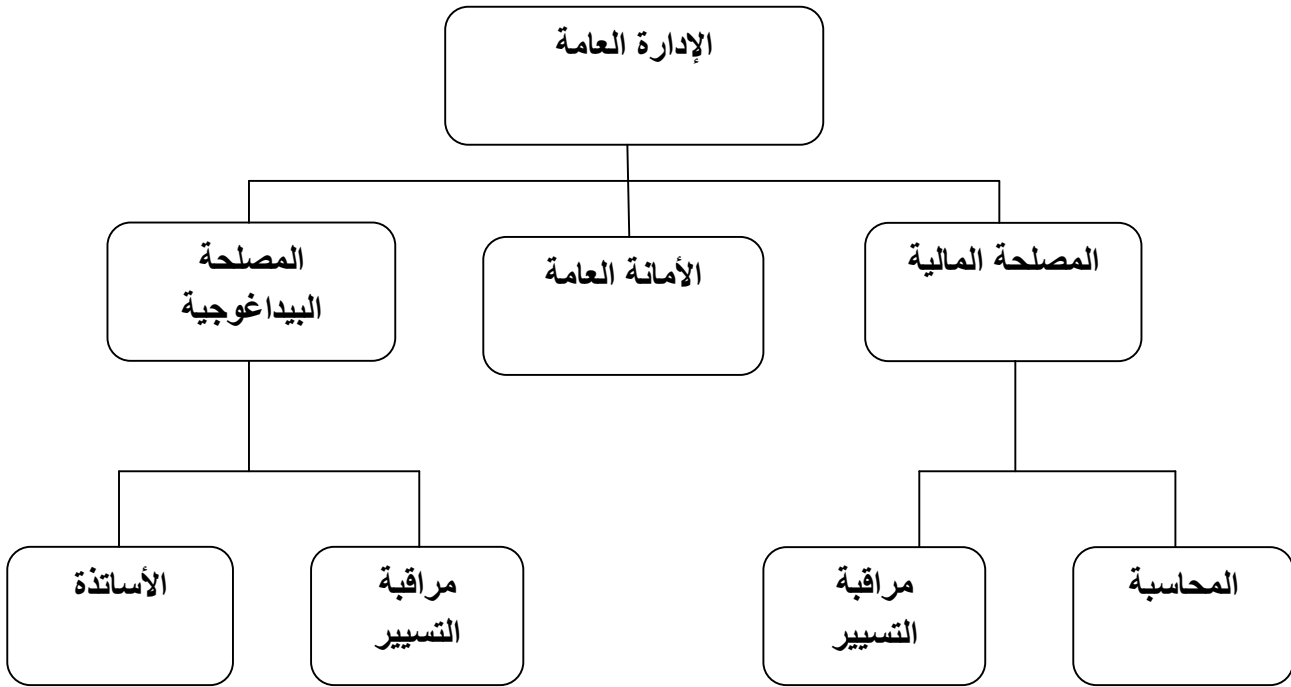 الإدارة العامة
المصلحة المالية
الأمانة العامة
المصلحة
البيداغوجية
المحاسبة
مراقبة
التسيير
مراقبة
التسيير
الأساتذة